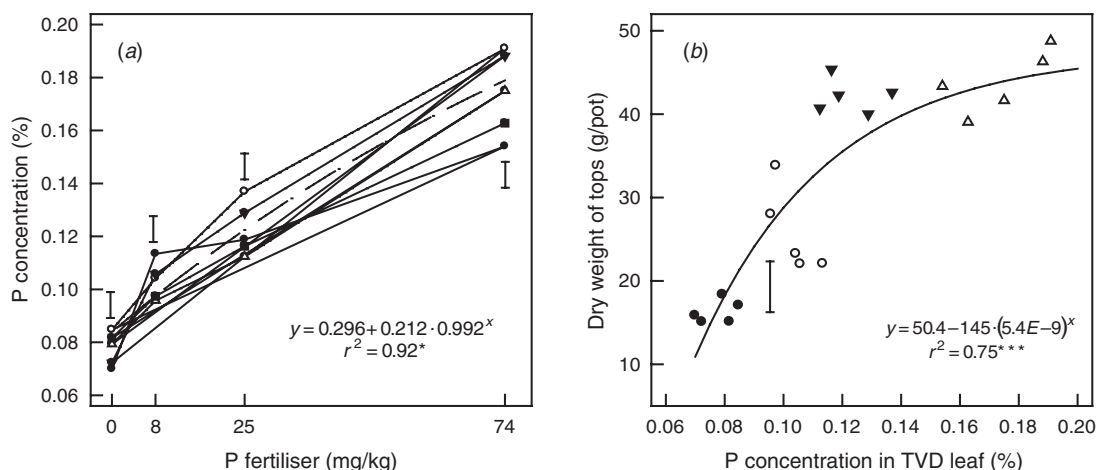 (a)
P concentration (%)
0.20
0.18
0.16
0.14
0.12
0.10
0.08
0.06
y = 0.296 + 0.212 · 0.992^x
r² = 0.92*
0 8 25 74
P fertiliser (mg/kg)
(b)
Dry weight of tops (g/pot)
50
40
30
20
10
y = 50.4 − 145 · (5.4E−9)^x
r² = 0.75***
0.06 0.08 0.10 0.12 0.14 0.16 0.18 0.20
P concentration in TVD leaf (%)